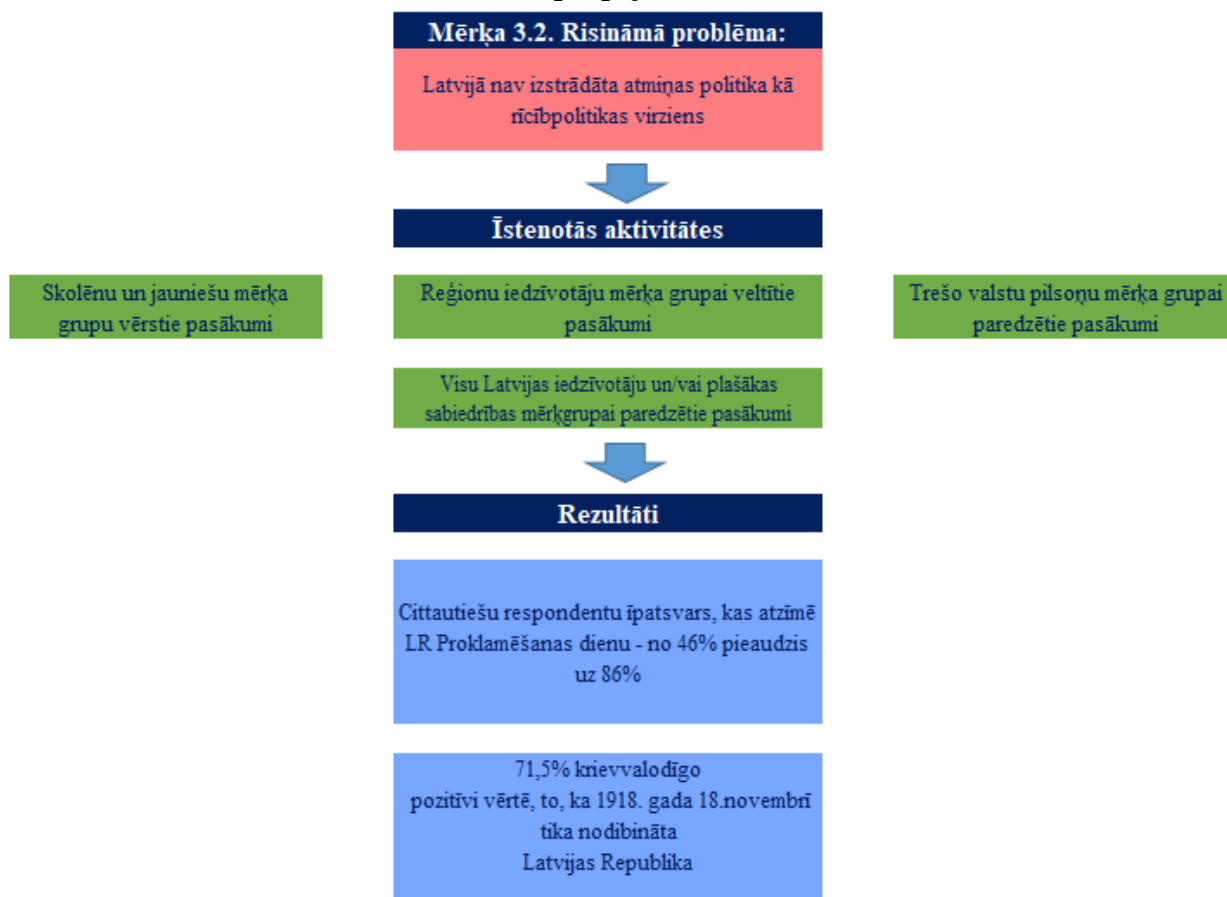 Mērķa 3.2. Risināmā problēma:
Latvijā nav izstrādāta atmiņas politika kā
rīcībpolitikas virziens
Īstenotās aktivitātes
Skolēnu un jauniešu mērķa
grupu vērstie pasākumi
Reģionu iedzīvotāju mērķa grupai veltītie
pasākumi
Trešo valstu pilsoņu mērķa grupai
paredzētie pasākumi
Visu Latvijas iedzīvotāju un/vai plašākas
sabiedrības mērķgrupai paredzētie pasākumi
Rezultāti
Cittautiešu respondentu īpatsvars, kas atzīmē
LR Proklamēšanas dienu - no 46% pieaudzis
uz 86%
71,5% krievvalodīgo
pozitīvi vērtē, to, ka 1918. gada 18.novembrī
tika nodibināta
Latvijas Republika